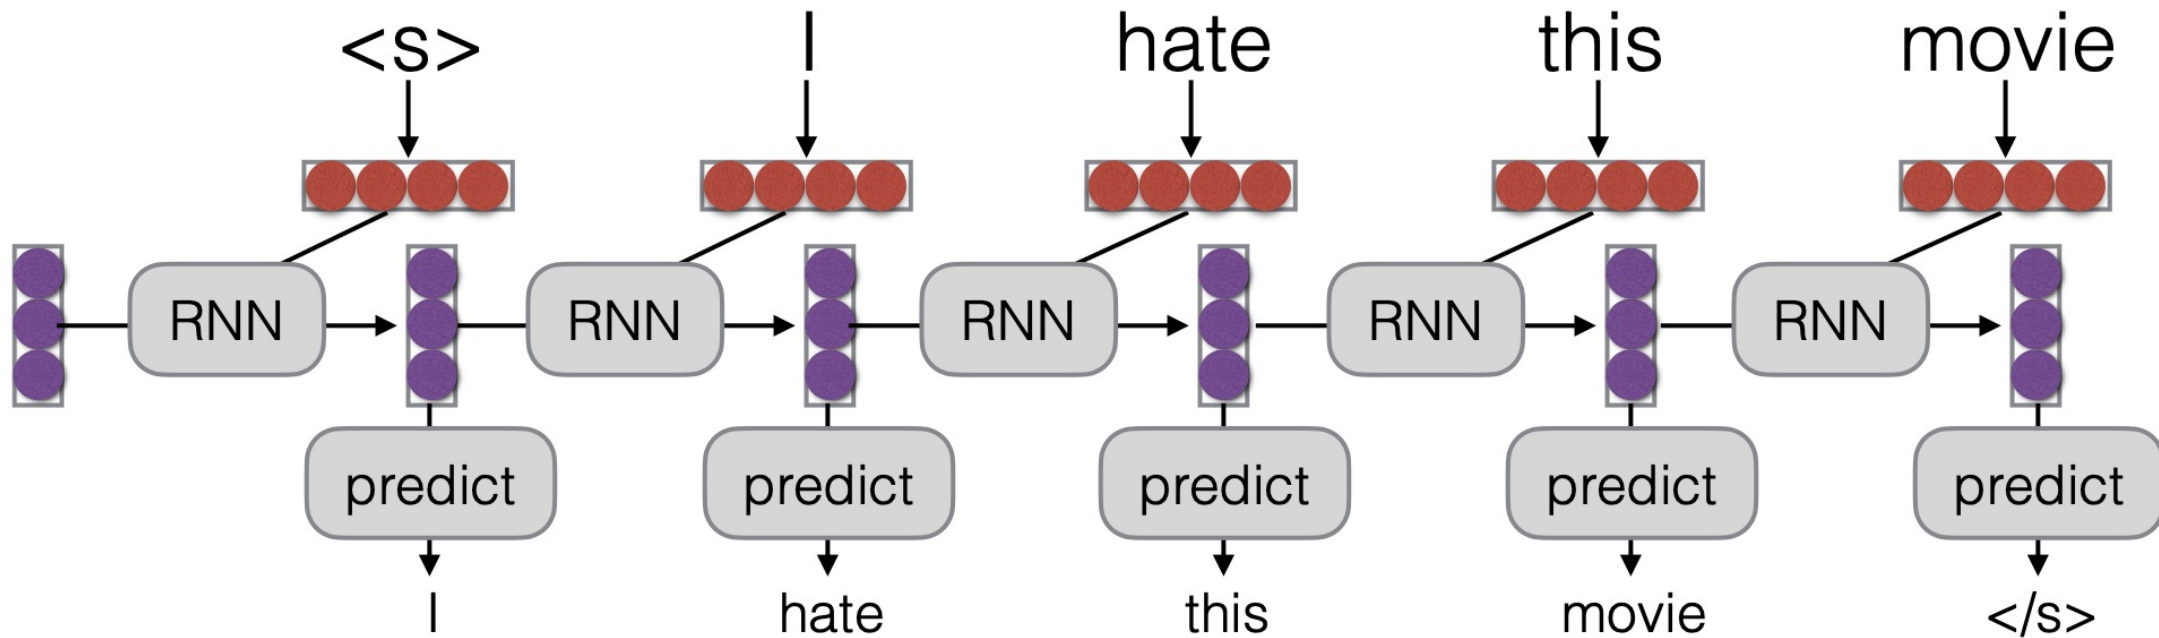 <s> I hate this movie
RNN RNN RNN RNN RNN
predict predict predict predict predict
I hate this movie </s>